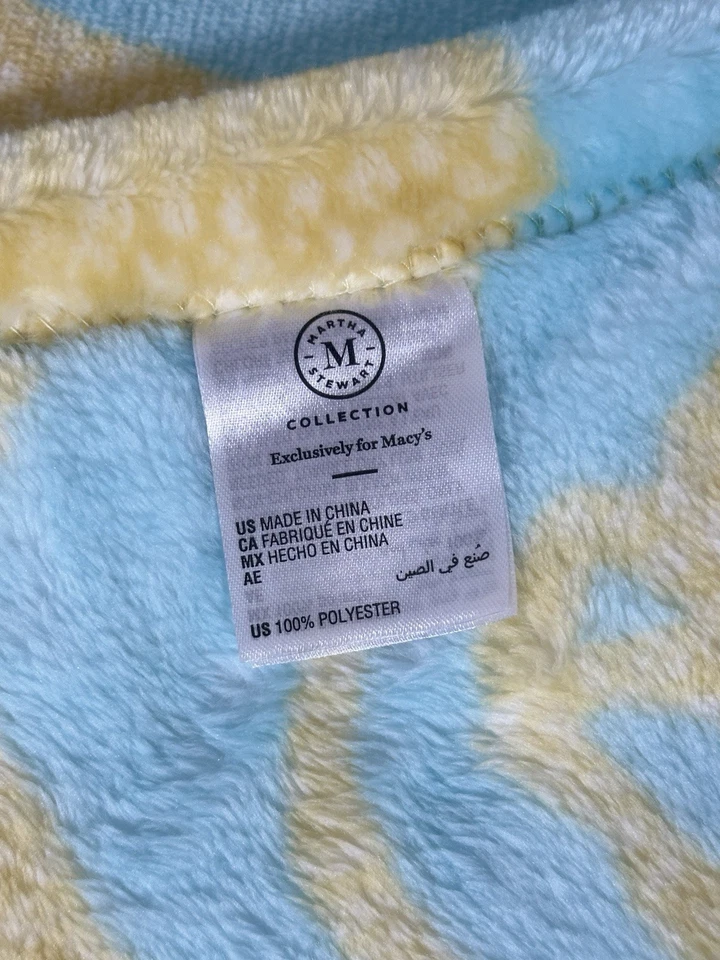 MARTHA
M
STEWART
COLLECTION
Exclusively for Macy's
US MADE IN CHINA
CA FABRIQUÉ EN CHINE
MX HECHO EN CHINA
AE صُنع في الصين
US 100% POLYESTER